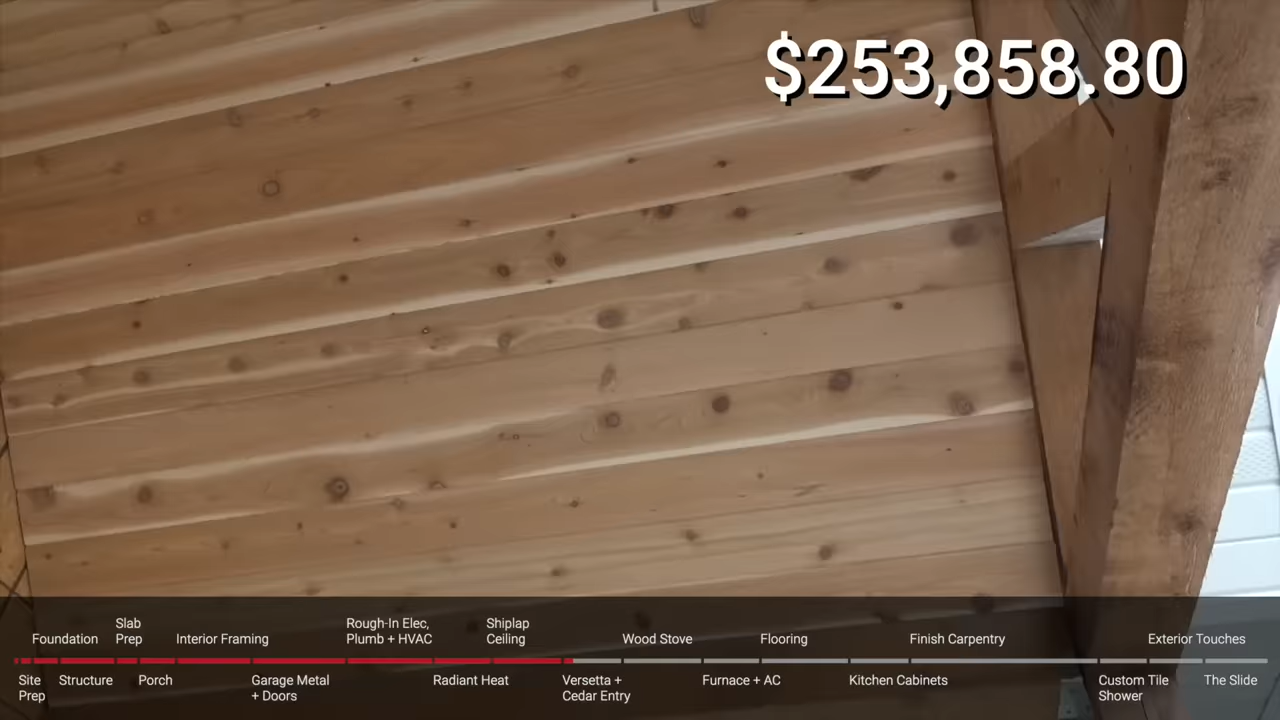 $253,858.80
Slab
Prep
Rough-In Elec,
Plumb + HVAC
Shiplap
Ceiling
Foundation
Interior Framing
Wood Stove
Flooring
Finish Carpentry
Exterior Touches
Site
Prep
Structure
Porch
Garage Metal
+ Doors
Radiant Heat
Versetta +
Cedar Entry
Furnace + AC
Kitchen Cabinets
Custom Tile
Shower
The Slide